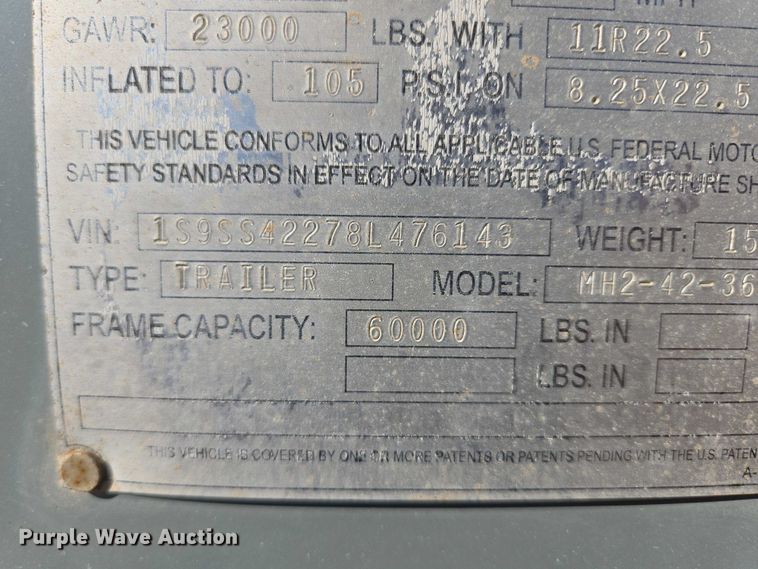 GAWR: 23000 LBS. WITH 11R22.5
INFLATED TO: 105 P.S.I. ON 8.25X22.5
THIS VEHICLE CONFORMS TO ALL APPLICABLE U.S. FEDERAL MOTO
SAFETY STANDARDS IN EFFECT ON THE DATE OF MANUFACTURE SH
VIN: 1S9SS42278L476143 WEIGHT: 15
TYPE: TRAILER MODEL: MH2-42-36
FRAME CAPACITY: 60000 LBS. IN
LBS. IN
THIS VEHICLE IS COVERED BY ONE OR MORE PATENTS OR PATENTS PENDING WITH THE U.S. PATEN
A-
Purple Wave Auction